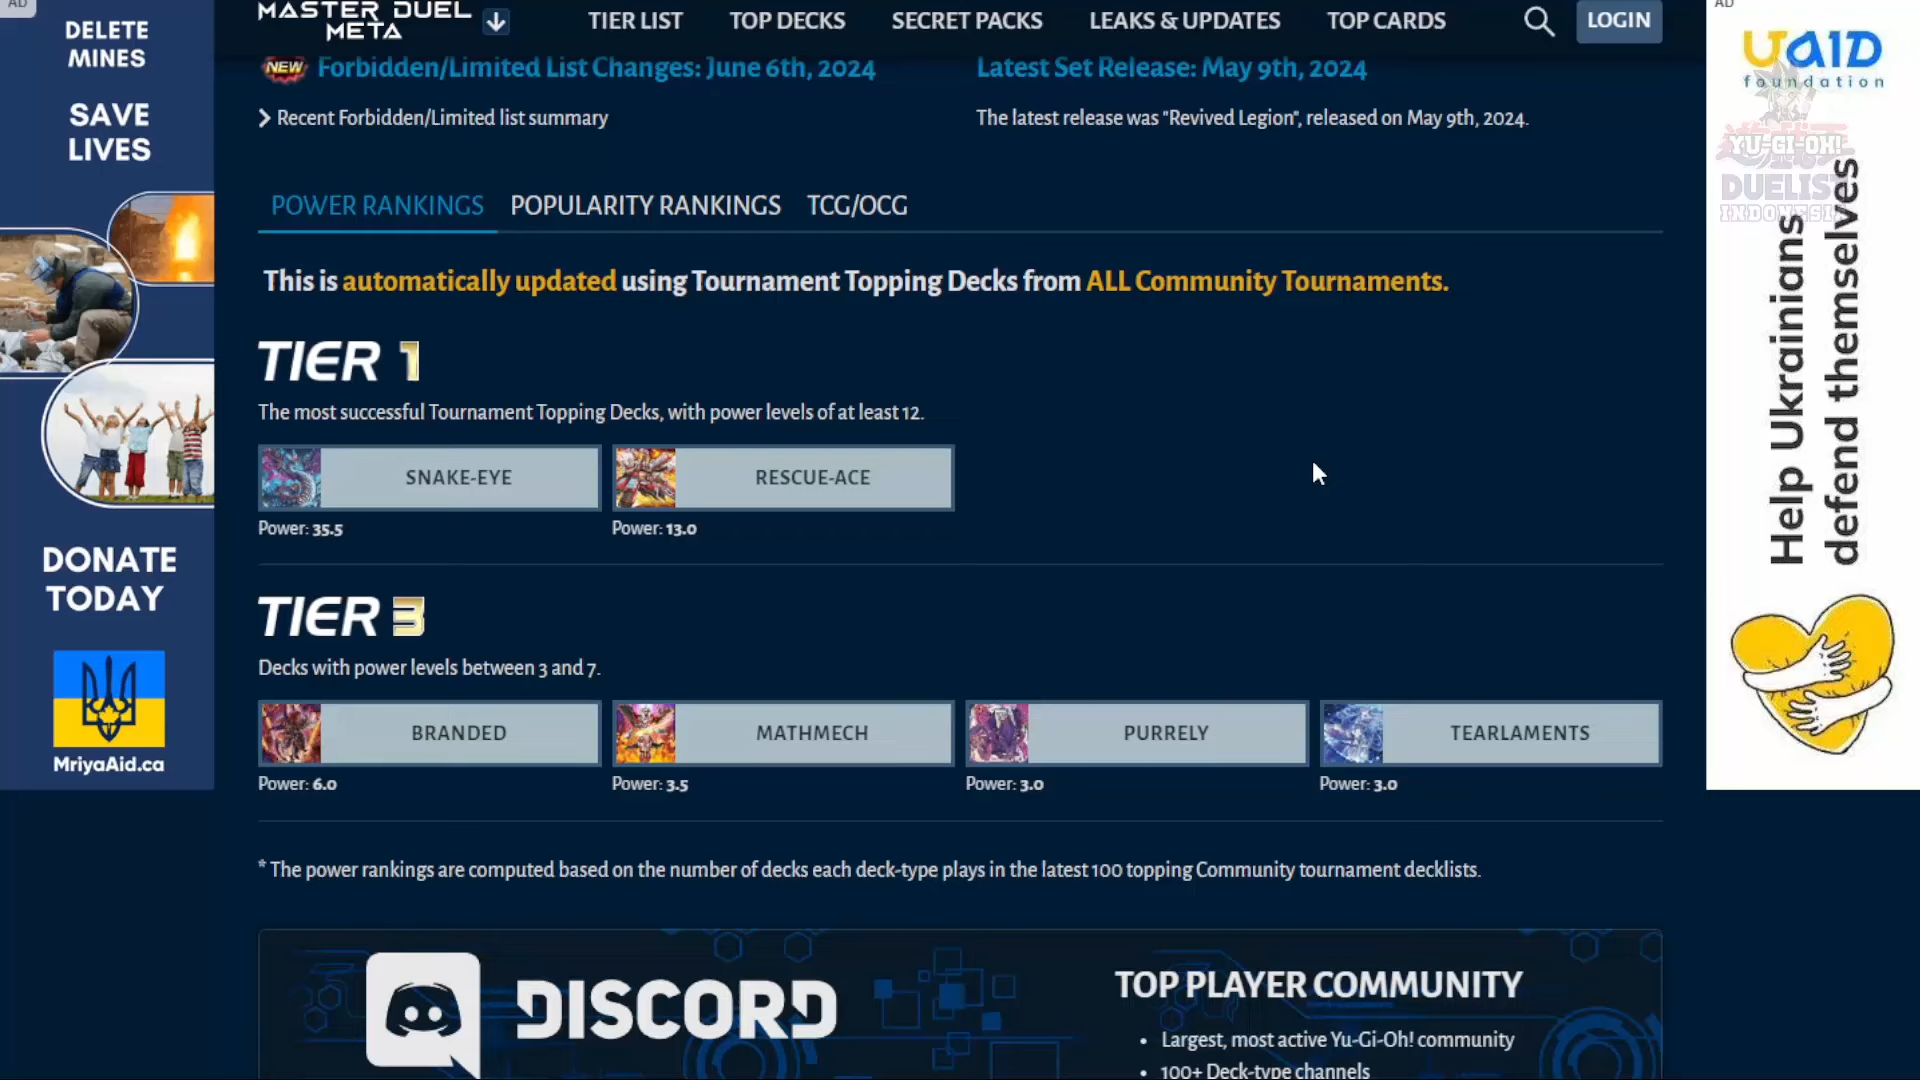 AD
DELETE
MINES
SAVE
LIVES
DONATE
TODAY
MriyaAid.ca
MASTER DUEL
META
TIER LIST
TOP DECKS
SECRET PACKS
LEAKS & UPDATES
TOP CARDS
LOGIN
NEW
Forbidden/Limited List Changes: June 6th, 2024
Recent Forbidden/Limited list summary
Latest Set Release: May 9th, 2024
The latest release was "Revived Legion", released on May 9th, 2024.
POWER RANKINGS
POPULARITY RANKINGS
TCG/OCG
This is automatically updated using Tournament Topping Decks from ALL Community Tournaments.
TIER 1
The most successful Tournament Topping Decks, with power levels of at least 12.
SNAKE-EYE
Power: 35.5
RESCUE-ACE
Power: 13.0
TIER 3
Decks with power levels between 3 and 7.
BRANDED
Power: 6.0
MATHMECH
Power: 3.5
PURRELY
Power: 3.0
TEARLAMENTS
Power: 3.0
* The power rankings are computed based on the number of decks each deck-type plays in the latest 100 topping Community tournament decklists.
DISCORD
TOP PLAYER COMMUNITY
• Largest, most active Yu-Gi-Oh! community
• 100+ Deck-type channels
AD
UAID
foundation
YU-GI-OH!
DUELIST
INDONESIA
Help Ukrainians
defend themselves